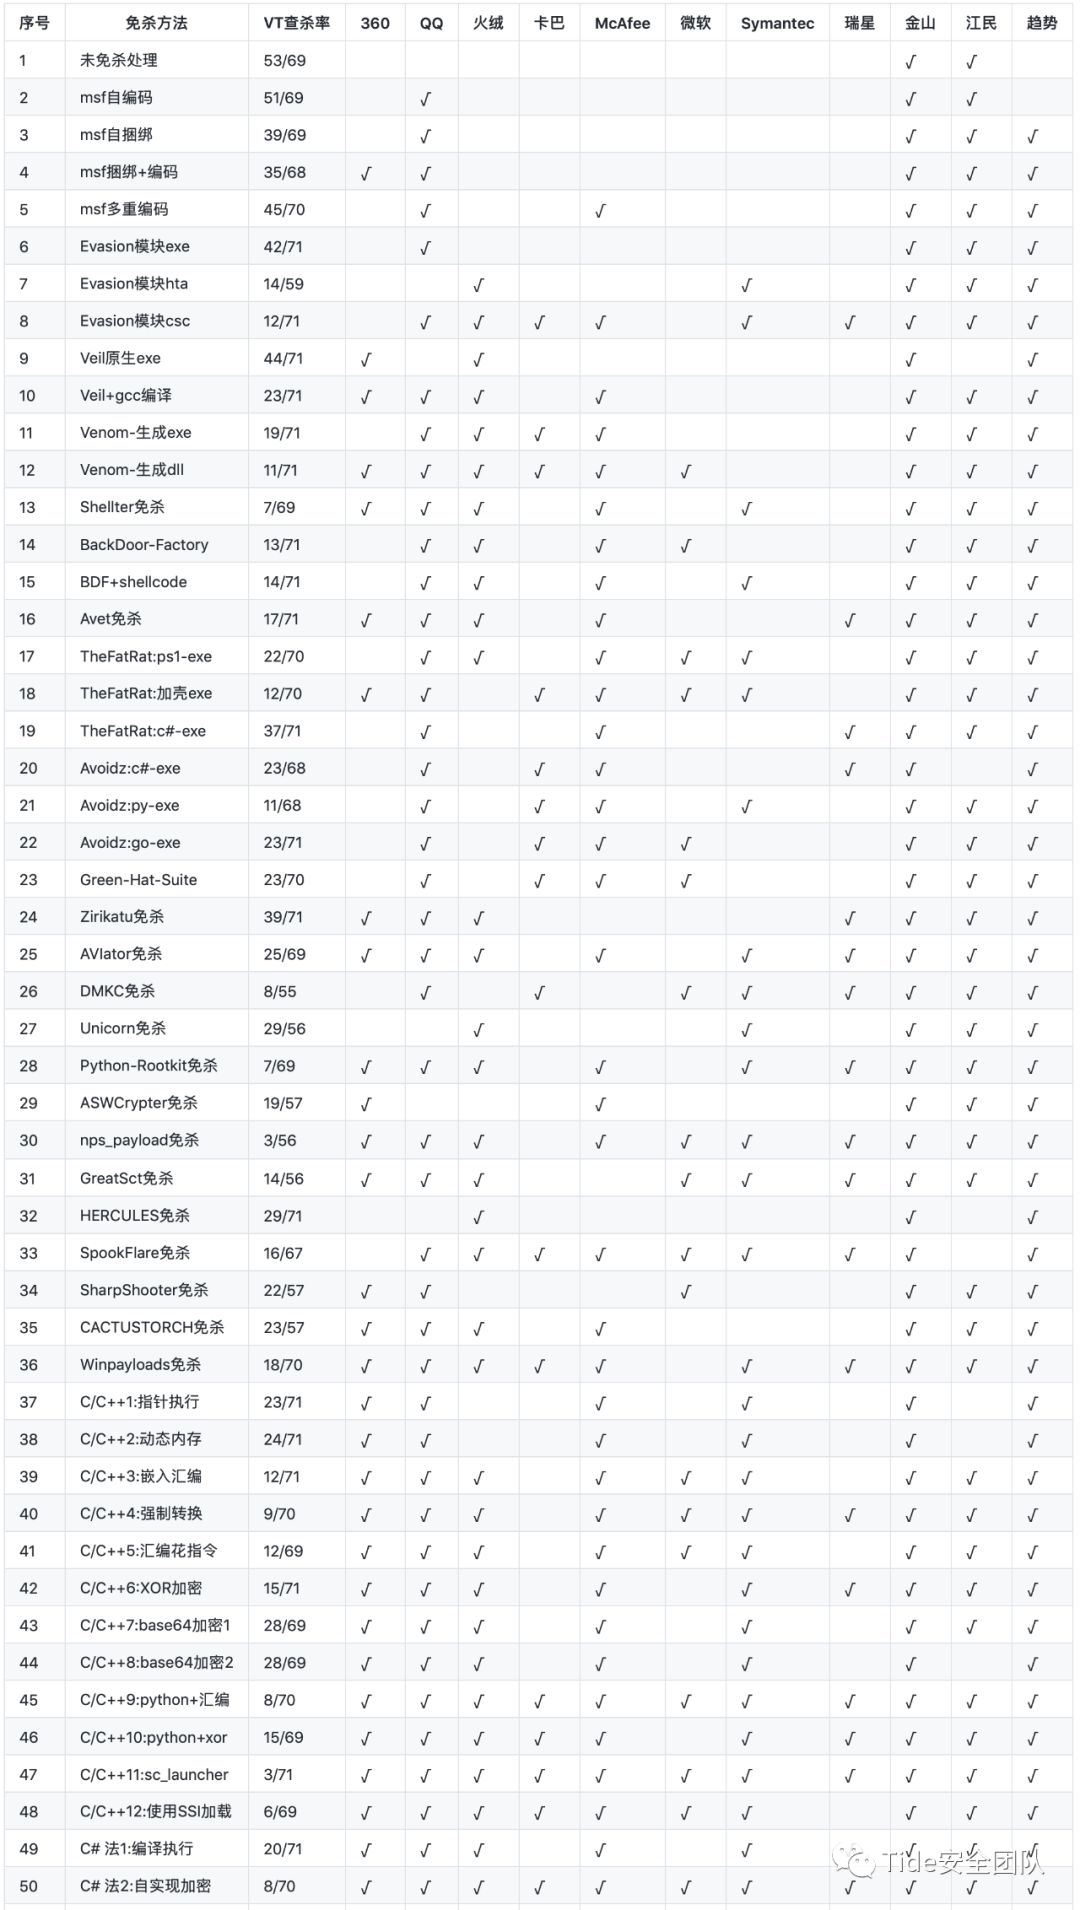 序号 免杀方法 VT查杀率 360 QQ 火绒 卡巴 McAfee 微软 Symantec 瑞星 金山 江民 趋势
1 未免杀处理 53/69 √ √
2 msf自编码 51/69 √ √ √
3 msf自捆绑 39/69 √ √ √ √
4 msf捆绑+编码 35/68 √ √ √ √ √
5 msf多重编码 45/70 √ √ √ √ √
6 Evasion模块exe 42/71 √ √ √ √
7 Evasion模块hta 14/59 √ √ √ √ √
8 Evasion模块csc 12/71 √ √ √ √ √ √ √ √ √
9 Veil原生exe 44/71 √ √ √ √
10 Veil+gcc编译 23/71 √ √ √ √ √ √ √
11 Venom-生成exe 19/71 √ √ √ √ √ √ √
12 Venom-生成dll 11/71 √ √ √ √ √ √ √ √ √
13 Shellter免杀 7/69 √ √ √ √ √ √ √ √
14 BackDoor-Factory 13/71 √ √ √ √ √ √ √
15 BDF+shellcode 14/71 √ √ √ √ √ √ √
16 Avet免杀 17/71 √ √ √ √ √ √ √ √
17 TheFatRat:ps1-exe 22/70 √ √ √ √ √ √ √ √
18 TheFatRat:加壳exe 12/70 √ √ √ √ √ √ √ √ √
19 TheFatRat:c#-exe 37/71 √ √ √ √ √ √
20 Avoidz:c#-exe 23/68 √ √ √ √ √ √
21 Avoidz:py-exe 11/68 √ √ √ √ √ √ √
22 Avoidz:go-exe 23/71 √ √ √ √ √ √ √
23 Green-Hat-Suite 23/70 √ √ √ √ √ √ √
24 Zirikatu免杀 39/71 √ √ √ √ √ √ √
25 AVIator免杀 25/69 √ √ √ √ √ √ √ √ √
26 DMKC免杀 8/55 √ √ √ √ √ √ √ √
27 Unicorn免杀 29/56 √ √ √ √ √
28 Python-Rootkit免杀 7/69 √ √ √ √ √ √ √ √ √
29 ASWCrypter免杀 19/57 √ √ √ √ √
30 nps_payload免杀 3/56 √ √ √ √ √ √ √ √ √ √
31 GreatSct免杀 14/56 √ √ √ √ √ √ √ √ √
32 HERCULES免杀 29/71 √ √ √
33 SpookFlare免杀 16/67 √ √ √ √ √ √ √ √ √
34 SharpShooter免杀 22/57 √ √ √ √ √ √
35 CACTUSTORCH免杀 23/57 √ √ √ √ √ √ √
36 Winpayloads免杀 18/70 √ √ √ √ √ √ √ √ √ √
37 C/C++1:指针执行 23/71 √ √ √ √ √ √
38 C/C++2:动态内存 24/71 √ √ √ √ √ √
39 C/C++3:嵌入汇编 12/71 √ √ √ √ √ √ √ √ √
40 C/C++4:强制转换 9/70 √ √ √ √ √ √ √ √ √ √
41 C/C++5:汇编花指令 12/69 √ √ √ √ √ √ √ √ √
42 C/C++6:XOR加密 15/71 √ √ √ √ √ √ √ √ √
43 C/C++7:base64加密1 28/69 √ √ √ √ √ √ √ √
44 C/C++8:base64加密2 28/69 √ √ √ √ √ √ √
45 C/C++9:python+汇编 8/70 √ √ √ √ √ √ √ √ √ √ √
46 C/C++10:python+xor 15/69 √ √ √ √ √ √ √ √ √ √
47 C/C++11:sc_launcher 3/71 √ √ √ √ √ √ √ √ √ √ √
48 C/C++12:使用SSI加载 6/69 √ √ √ √ √ √ √ √ √ √
49 C# 法1:编译执行 20/71 √ √ √ √ √ √ √ √
50 C# 法2:自实现加密 8/70 √ √ √ √ √ √ √ √ √ √ √
Tide安全团队